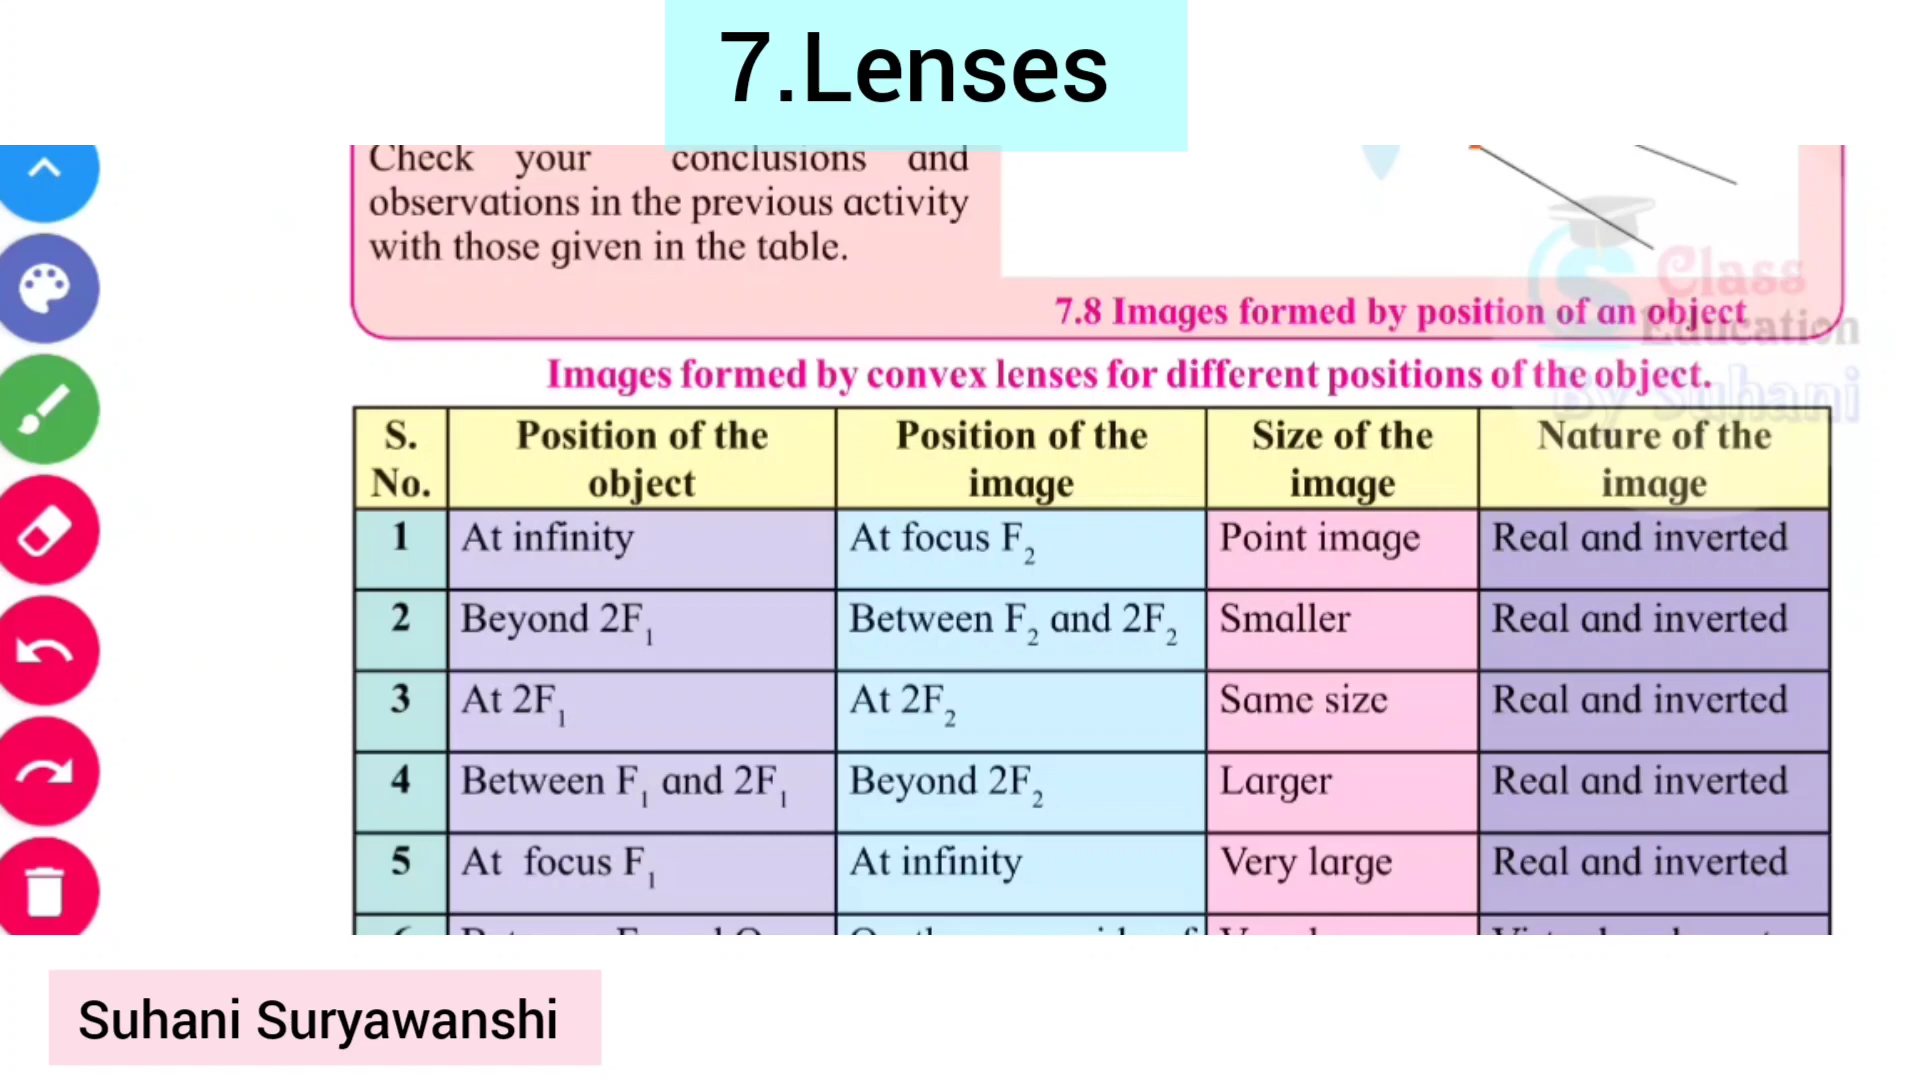 7.Lenses
Check your conclusions and
observations in the previous activity
with those given in the table.
7.8 Images formed by position of an object
Class
Education
By Suhani
Images formed by convex lenses for different positions of the object.
S. No. Position of the object Position of the image Size of the image Nature of the image
1 At infinity At focus F₂ Point image Real and inverted
2 Beyond 2F₁ Between F₂ and 2F₂ Smaller Real and inverted
3 At 2F₁ At 2F₂ Same size Real and inverted
4 Between F₁ and 2F₁ Beyond 2F₂ Larger Real and inverted
5 At focus F₁ At infinity Very large Real and inverted
Suhani Suryawanshi